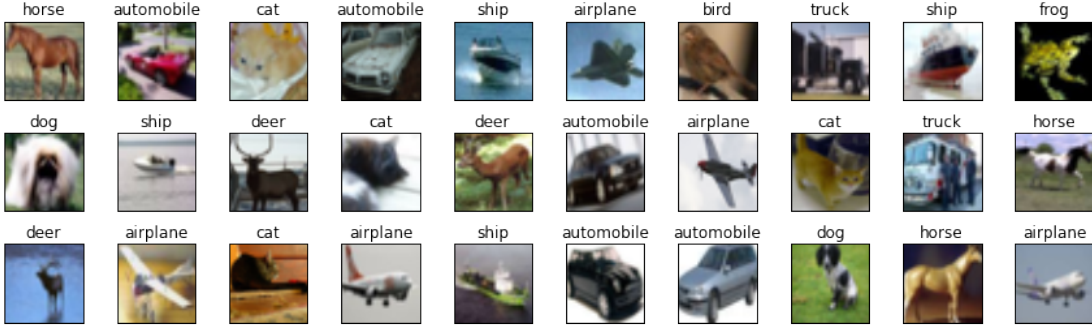 horse automobile cat automobile ship airplane bird truck ship frog
dog ship deer cat deer automobile airplane cat truck horse
deer airplane cat airplane ship automobile automobile dog horse airplane